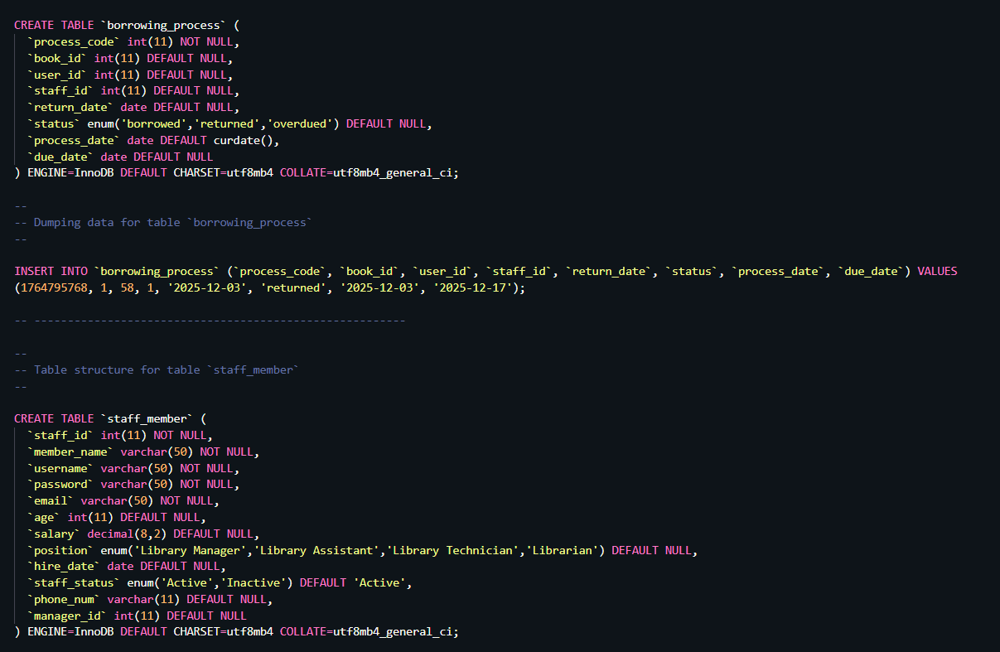 CREATE TABLE `borrowing_process` (
  `process_code` int(11) NOT NULL,
  `book_id` int(11) DEFAULT NULL,
  `user_id` int(11) DEFAULT NULL,
  `staff_id` int(11) DEFAULT NULL,
  `return_date` date DEFAULT NULL,
  `status` enum('borrowed','returned','overdued') DEFAULT NULL,
  `process_date` date DEFAULT curdate(),
  `due_date` date DEFAULT NULL
) ENGINE=InnoDB DEFAULT CHARSET=utf8mb4 COLLATE=utf8mb4_general_ci;

--
-- Dumping data for table `borrowing_process`
--

INSERT INTO `borrowing_process` (`process_code`, `book_id`, `user_id`, `staff_id`, `return_date`, `status`, `process_date`, `due_date`) VALUES
(1764795768, 1, 58, 1, '2025-12-03', 'returned', '2025-12-03', '2025-12-17');

-- --------------------------------------------------------

--
-- Table structure for table `staff_member`
--

CREATE TABLE `staff_member` (
  `staff_id` int(11) NOT NULL,
  `member_name` varchar(50) NOT NULL,
  `username` varchar(50) NOT NULL,
  `password` varchar(50) NOT NULL,
  `email` varchar(50) NOT NULL,
  `age` int(11) DEFAULT NULL,
  `salary` decimal(8,2) DEFAULT NULL,
  `position` enum('Library Manager','Library Assistant','Library Technician','Librarian') DEFAULT NULL,
  `hire_date` date DEFAULT NULL,
  `staff_status` enum('Active','Inactive') DEFAULT 'Active',
  `phone_num` varchar(11) DEFAULT NULL,
  `manager_id` int(11) DEFAULT NULL
) ENGINE=InnoDB DEFAULT CHARSET=utf8mb4 COLLATE=utf8mb4_general_ci;